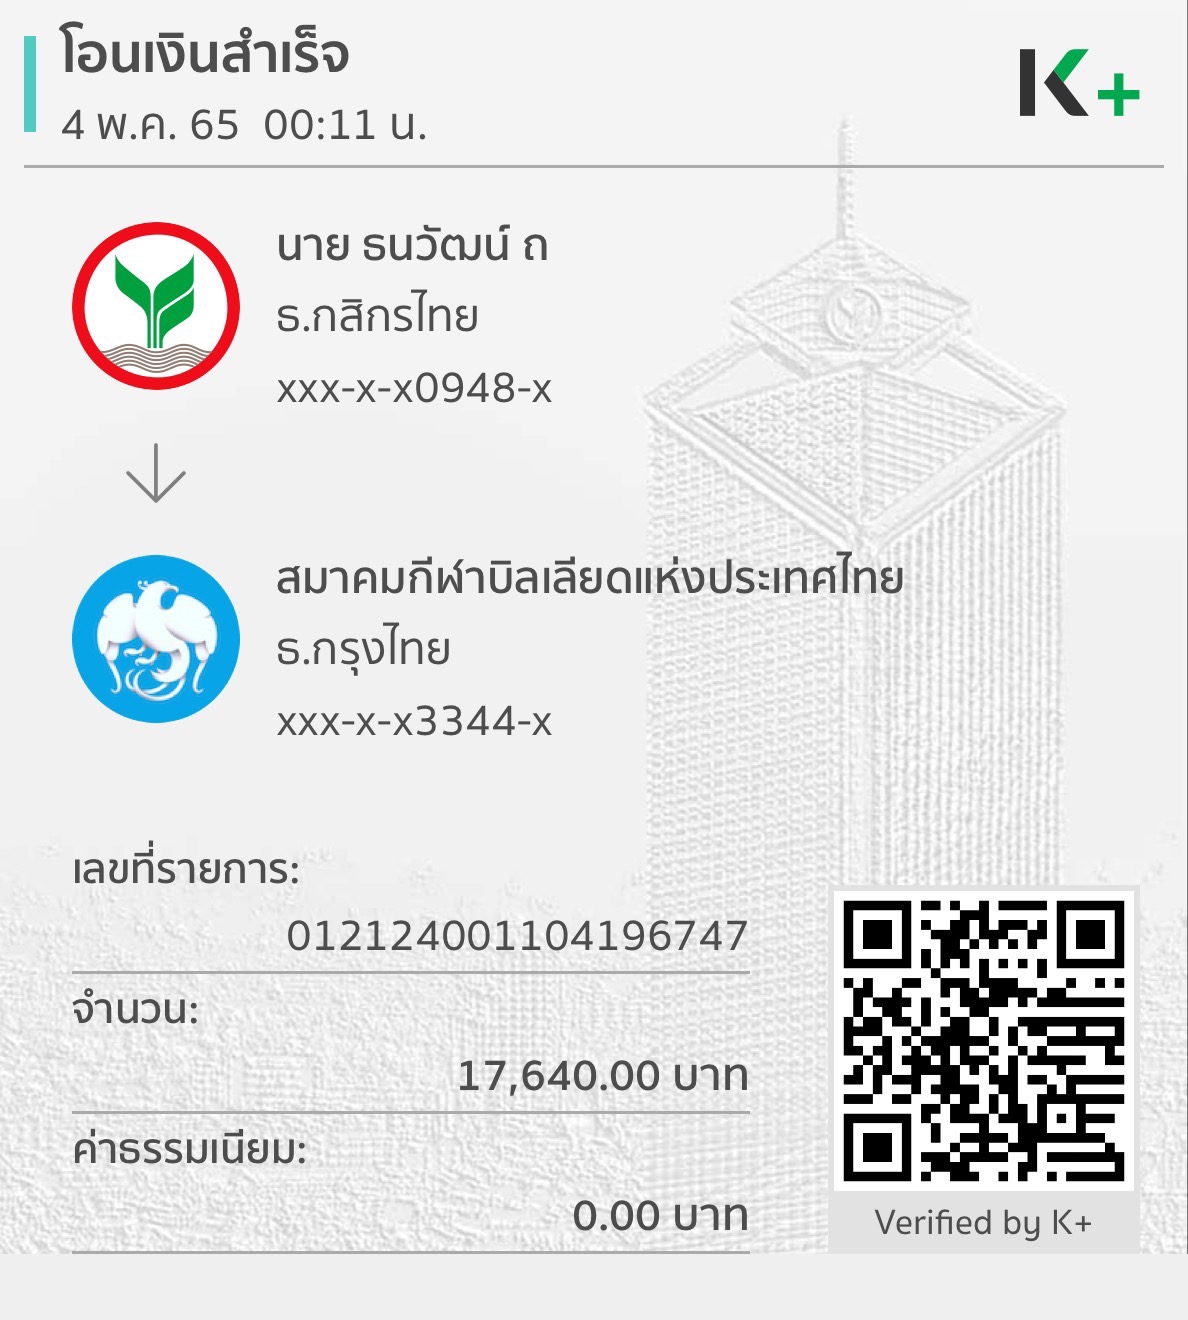 โอนเงินสำเร็จ
4 พ.ค. 65 00:11 น.
K+
นาย ธนวัฒน์ ถ
ธ.กสิกรไทย
xxx-x-x0948-x
สมาคมกีฬาบิลเลียดแห่งประเทศไทย
ธ.กรุงไทย
xxx-x-x3344-x
เลขที่รายการ:
012124001104196747
จำนวน:
17,640.00 บาท
ค่าธรรมเนียม:
0.00 บาท
Verified by K+